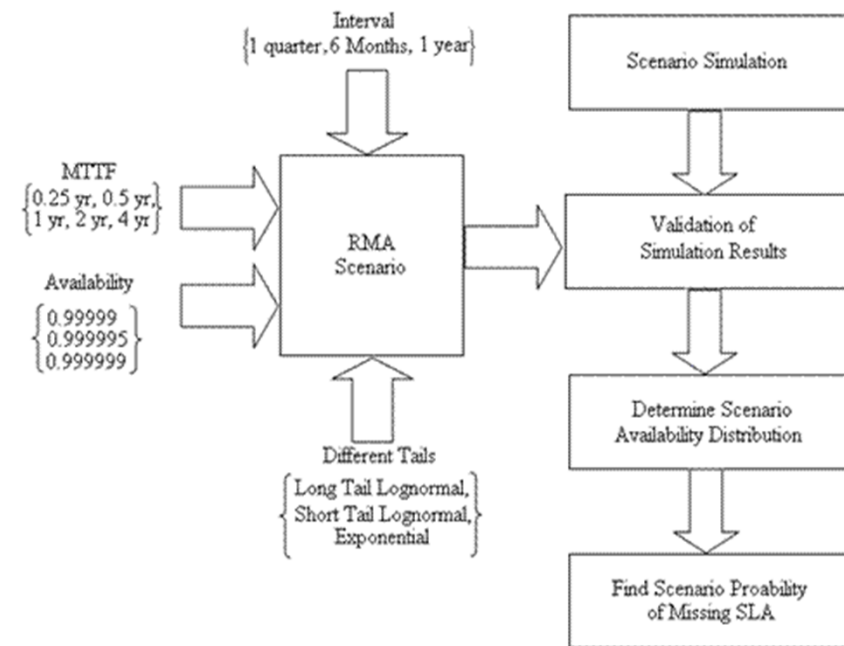 Interval
{1 quarter,6 Months, 1 year}
MTTF
{0.25 yr, 0.5 yr,
1 yr, 2 yr, 4 yr}
Availability
{0.99999
0.999995
0.999999}
RMA
Scenario
Different Tails
{Long Tail Lognormal,
Short Tail Lognormal,
Exponential}
Scenario Simulation
Validation of
Simulation Results
Determine Scenario
Availability Distribution
Find Scenario Proability
of Missing SLA